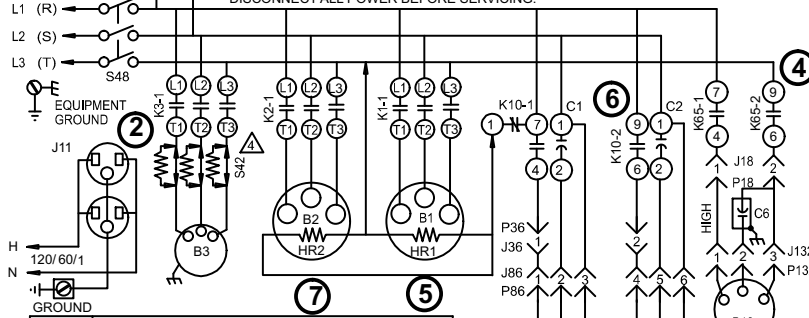 DISCONNECT ALL POWER BEFORE SERVICING.
L1 (R)
L2 (S)
L3 (T)
S48
EQUIPMENT
GROUND
2
J11
H
120/60/1
N
GROUND
K3-1
L1 L2 L3
T1 T2 T3
S42
4
B3
K2-1
L1 L2 L3
T1 T2 T3
B2
HR2
7
K1-1
L1 L2 L3
T1 T2 T3
B1
HR1
5
1
K10-1
7
4
C1
1
2
P36
1
J36
J86
1 2 3
P86
6
K10-2
9
6
C2
1
2
2
4 5 6
4
K65-1
7
4
K65-2
9
6
J18
1 2
P18
HIGH
C6
J132
1 2 3
P13